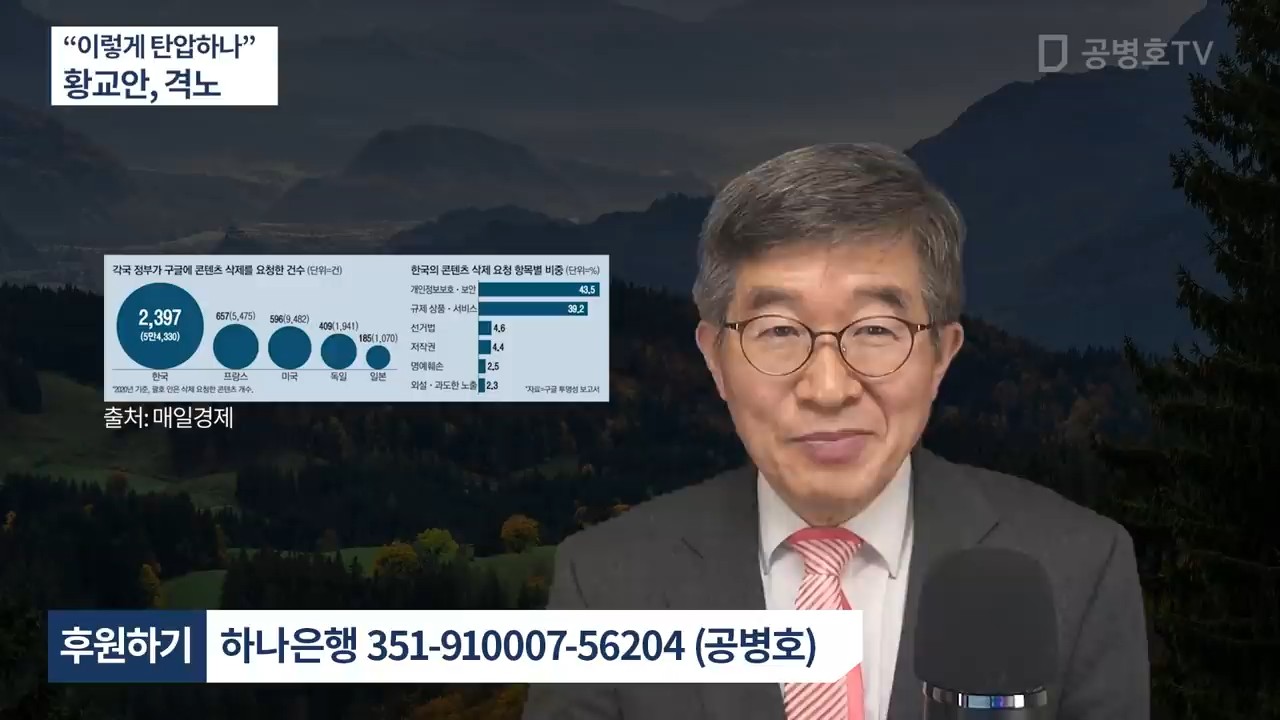 “이렇게 탄압하나”
황교안, 격노
공병호TV
각국 정부가 구글에 콘텐츠 삭제를 요청한 건수 (단위=건)
2,397
(5만4,330)
657(5,475)
596(9,482)
409(1,941)
185(1,070)
한국
프랑스
미국
독일
일본
*2020년 기준, 괄호 안은 삭제 요청한 콘텐츠 개수.
한국의 콘텐츠 삭제 요청 항목별 비중 (단위=%)
개인정보보호·보안 43.5
규제 상품·서비스 39.2
선거법 4.6
저작권 4.4
명예훼손 2.5
외설·과도한 노출 2.3
*자료=구글 투명성 보고서
출처: 매일경제
후원하기
하나은행 351-910007-56204 (공병호)